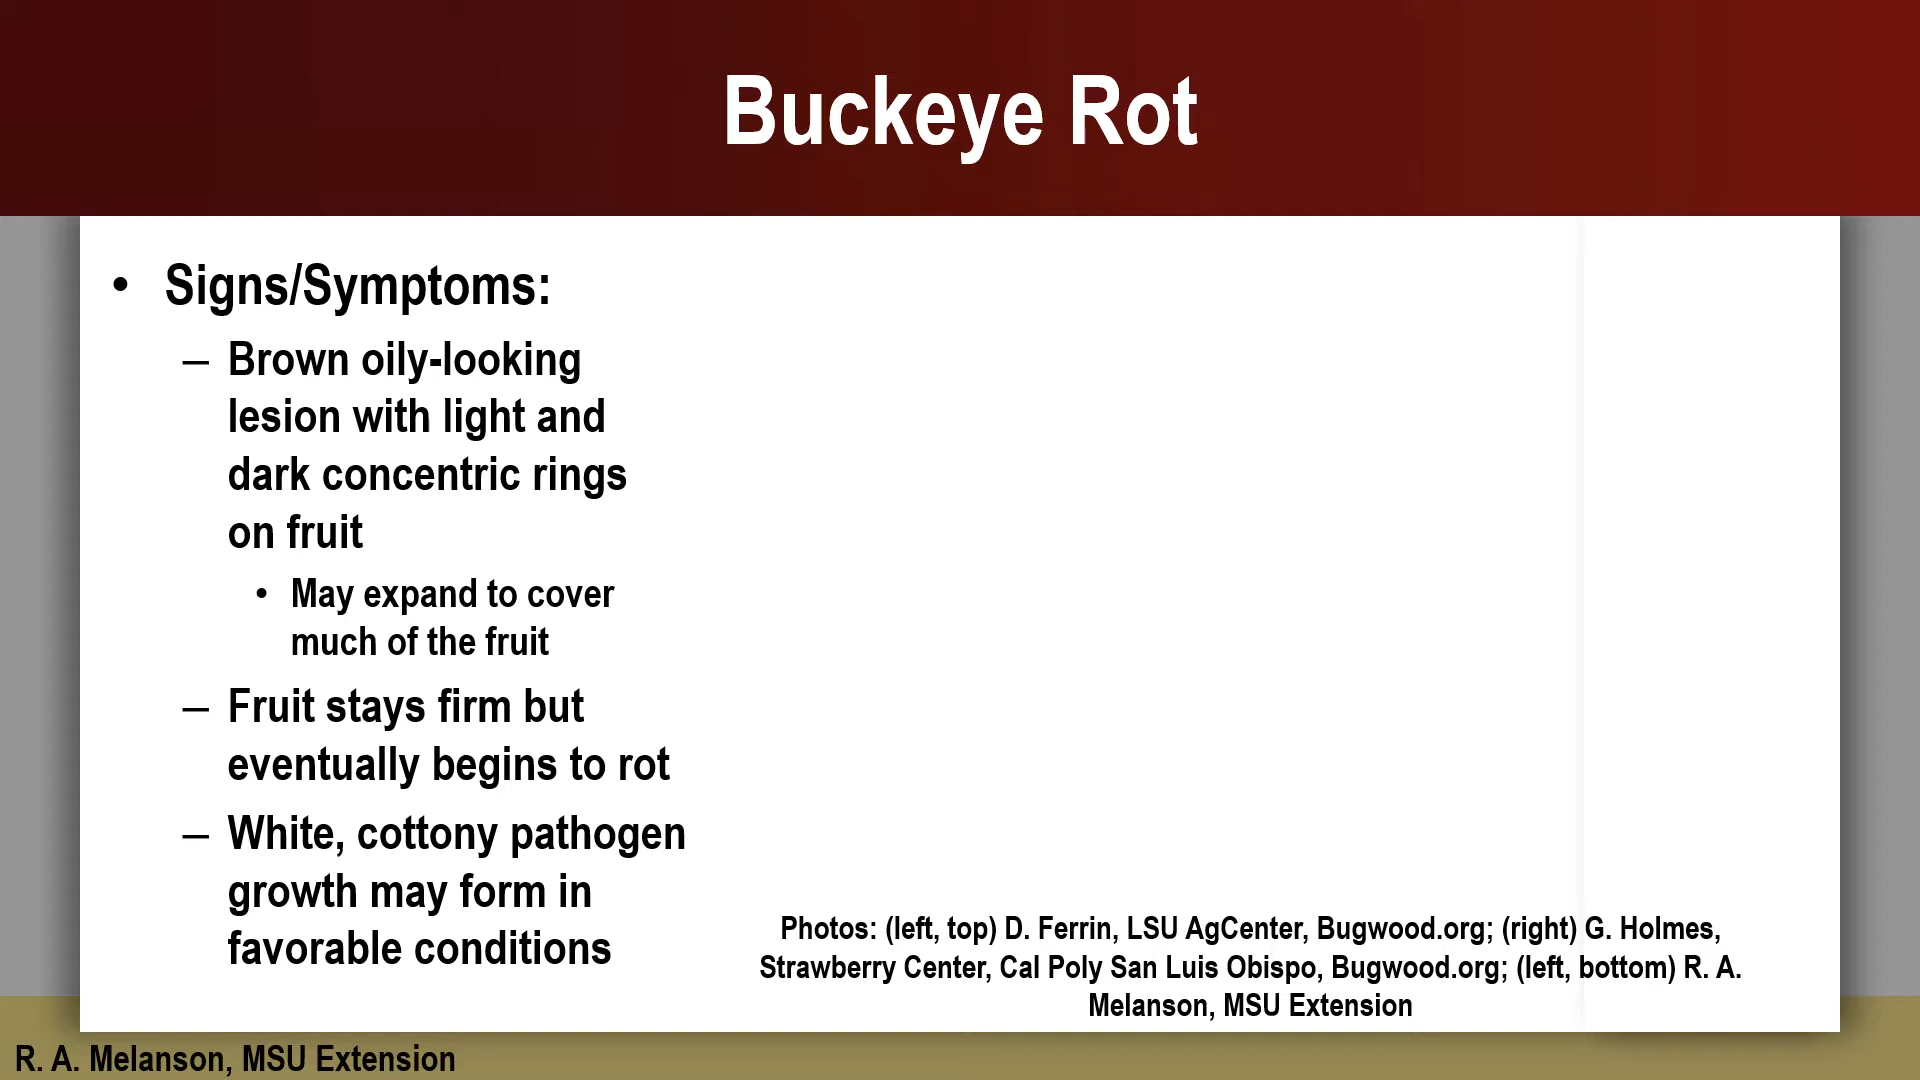 Buckeye Rot
• Signs/Symptoms:
– Brown oily-looking
lesion with light and
dark concentric rings
on fruit
• May expand to cover
much of the fruit
– Fruit stays firm but
eventually begins to rot
– White, cottony pathogen
growth may form in
favorable conditions
Photos: (left, top) D. Ferrin, LSU AgCenter, Bugwood.org; (right) G. Holmes,
Strawberry Center, Cal Poly San Luis Obispo, Bugwood.org; (left, bottom) R. A.
Melanson, MSU Extension
R. A. Melanson, MSU Extension